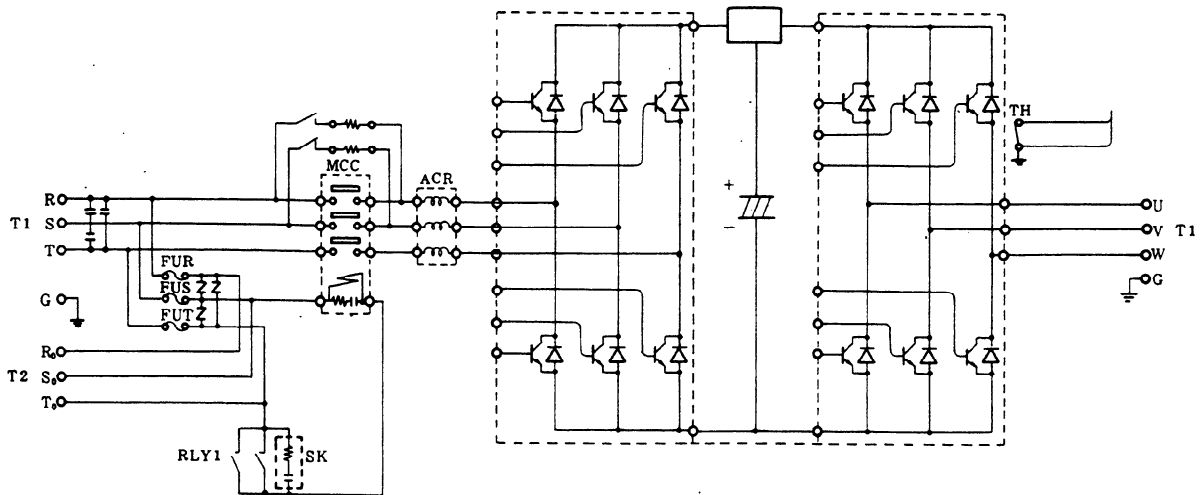 TH
MCC
ACR
R
T1 S
T
U
V T1
W
G
FUR
FUS
G
FUT
R₀
T2 S₀
T₀
RLY1
SK
+
−